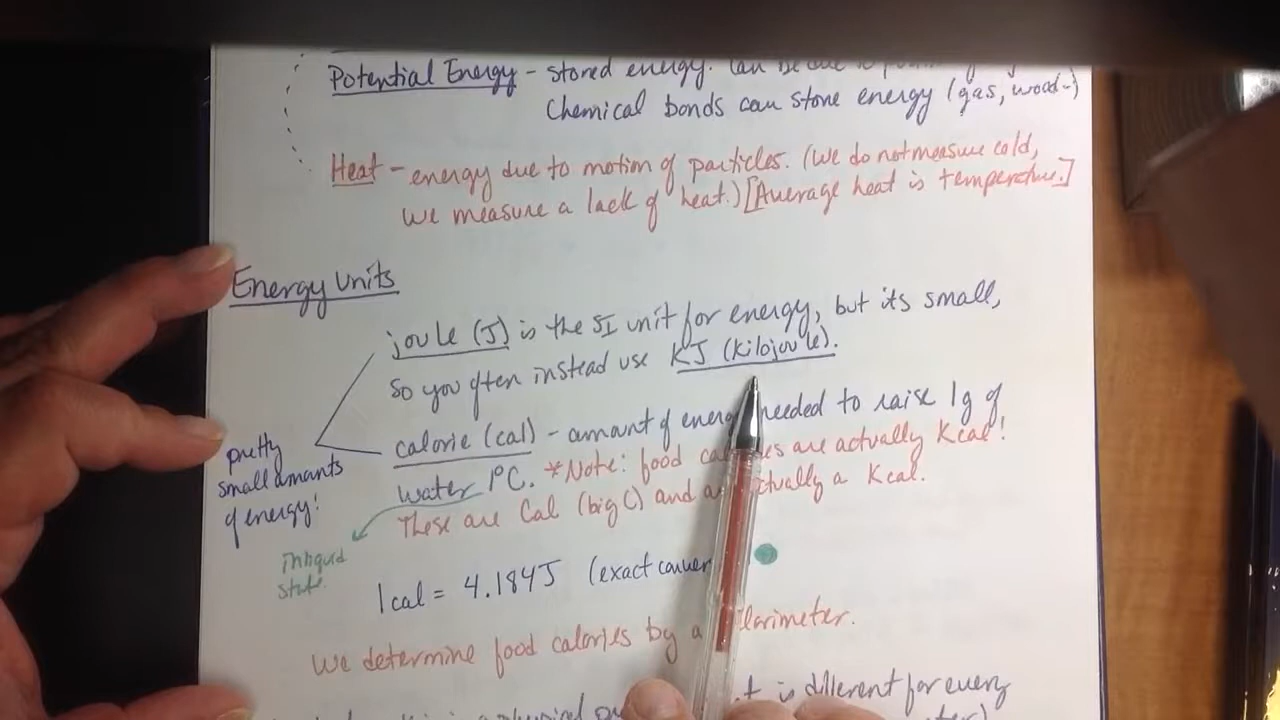 Potential Energy - stored energy. Can be
Chemical bonds can store energy (gas, wood-)
Heat - energy due to motion of particles. (We do not measure cold,
we measure a lack of heat.) [Average heat is temperature.]
Energy Units
joule (J) is the SI unit for energy, but its small,
so you often instead use KJ (Kilojoule).
calorie (cal) - amount of energy needed to raise 1g of
water 1°C. *Note: food calories are actually Kcal!
These are Cal (big C) and actually a Kcal.
pretty
small amants
of energy!
in liquid
state.
1 cal = 4.184J (exact conver
We determine food calories by a larimeter.
is different for every